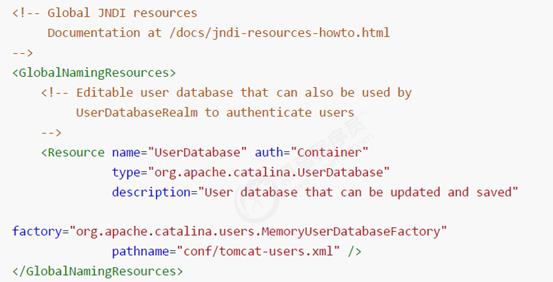 <!-- Global JNDI resources
     Documentation at /docs/jndi-resources-howto.html
-->
<GlobalNamingResources>
    <!-- Editable user database that can also be used by
         UserDatabaseRealm to authenticate users
    -->
    <Resource name="UserDatabase" auth="Container"
              type="org.apache.catalina.UserDatabase"
              description="User database that can be updated and saved"
factory="org.apache.catalina.users.MemoryUserDatabaseFactory"
              pathname="conf/tomcat-users.xml" />
</GlobalNamingResources>